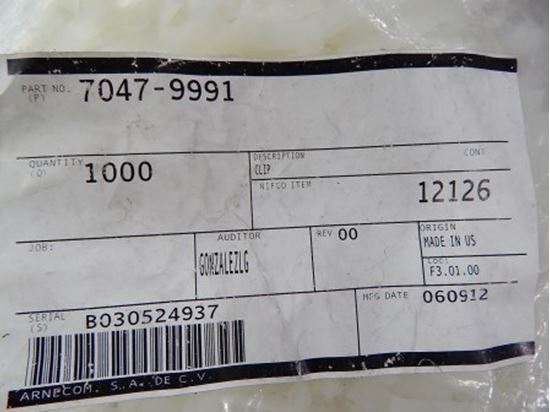 PART NO. 7047-9991
(P)
QUANTITY 1000
(Q)
DESCRIPTION CONT
CLIP
NIFCO ITEM 12126
JOB:
AUDITOR
GONZALEZLG
REV 00
ORIGIN
MADE IN US
LOC:
F3.01.00
SERIAL B030524937
(S)
MFG DATE 060912
ARNECOM. S.A. DE C.V.